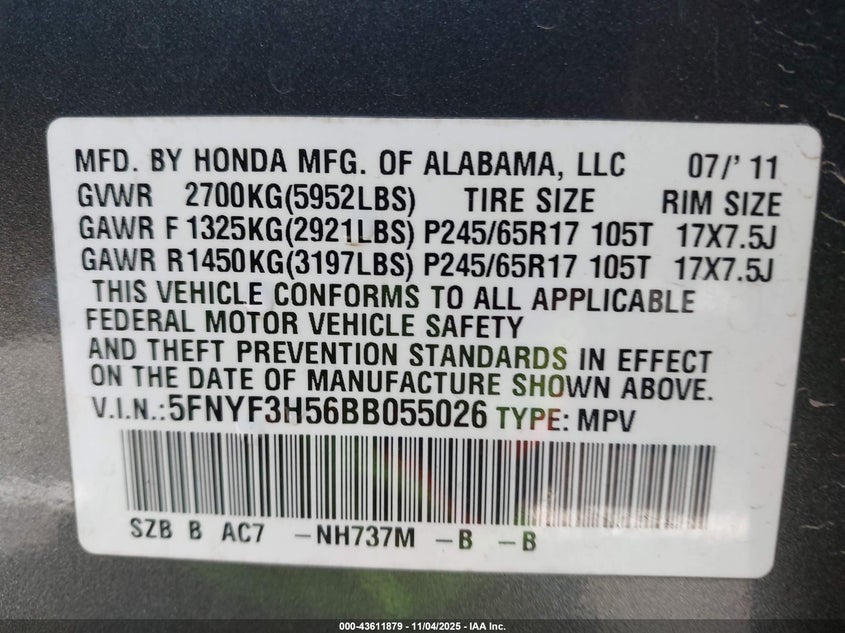 MFD. BY HONDA MFG. OF ALABAMA, LLC 07/' 11
GVWR 2700KG(5952LBS) TIRE SIZE RIM SIZE
GAWR F 1325KG(2921LBS) P245/65R17 105T 17X7.5J
GAWR R1450KG(3197LBS) P245/65R17 105T 17X7.5J
THIS VEHICLE CONFORMS TO ALL APPLICABLE
FEDERAL MOTOR VEHICLE SAFETY
AND THEFT PREVENTION STANDARDS IN EFFECT
ON THE DATE OF MANUFACTURE SHOWN ABOVE.
V.I.N.:5FNYF3H56BB055026 TYPE: MPV
SZB B AC7 -NH737M -B -B
000-43611879 - 11/04/2025 - IAA Inc.